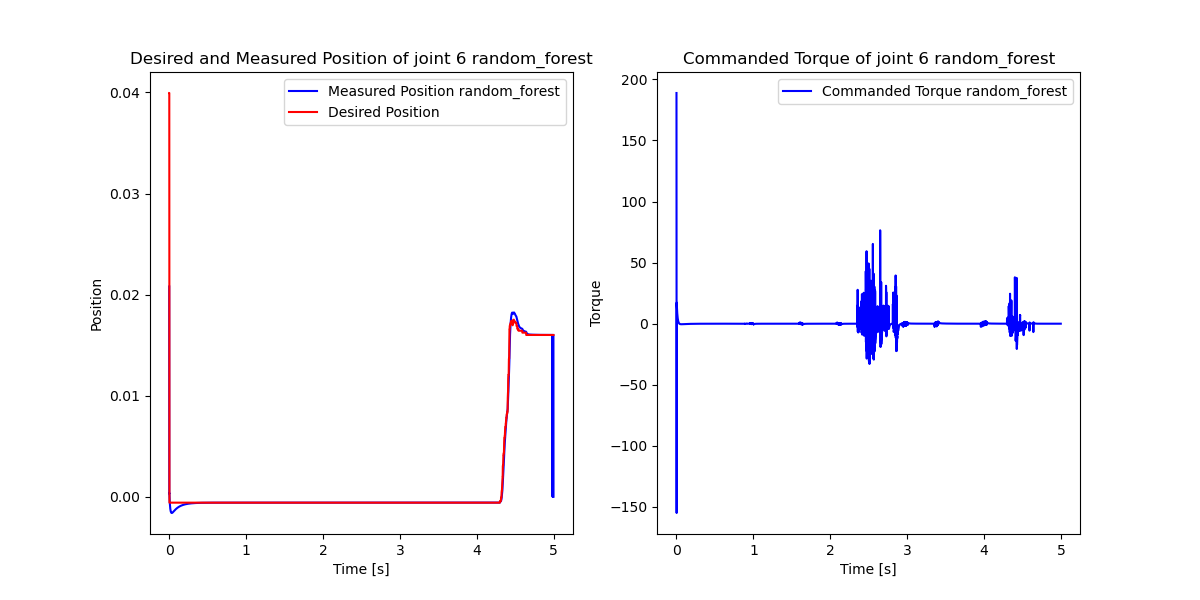 Desired and Measured Position of joint 6 random_forest
Measured Position random_forest
Desired Position
0.04
0.03
0.02
0.01
0.00
Position
0
1
2
3
4
5
Time [s]
Commanded Torque of joint 6 random_forest
Commanded Torque random_forest
200
150
100
50
0
−50
−100
−150
Torque
0
1
2
3
4
5
Time [s]